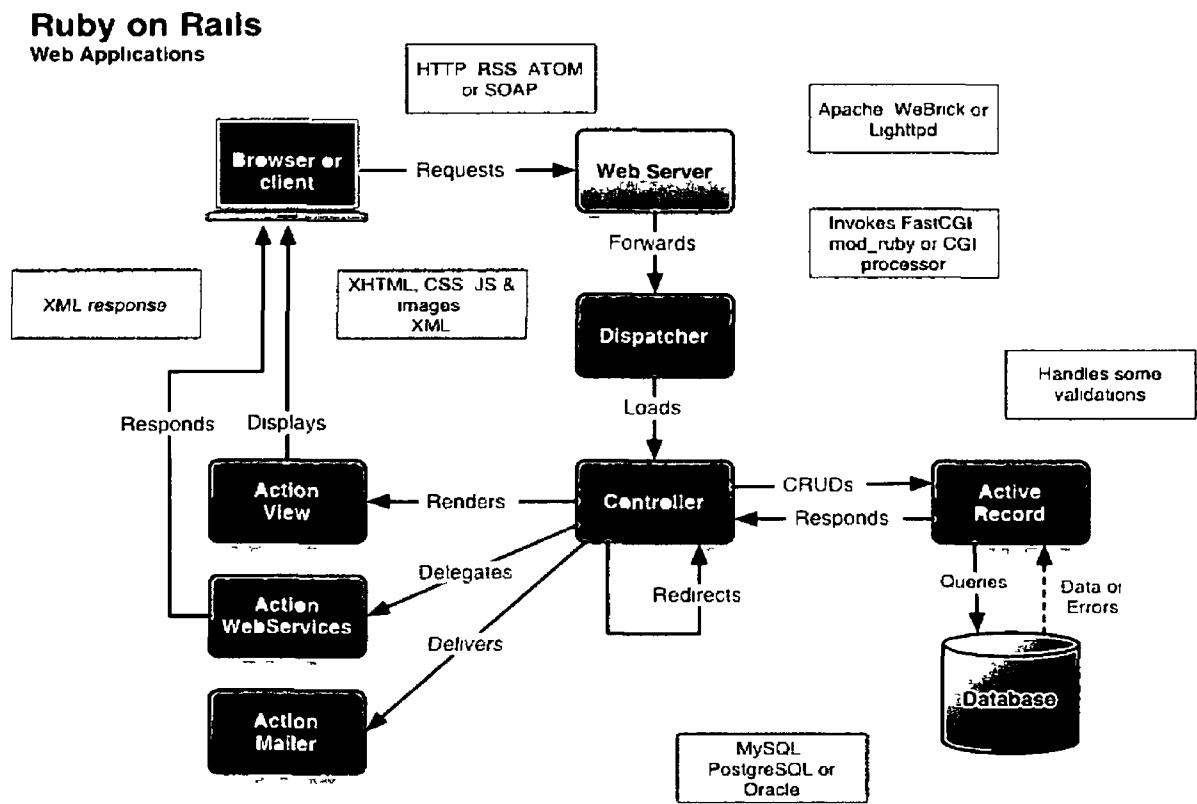 Ruby on Rails
Web Applications
HTTP RSS ATOM
or SOAP
Apache WeBrick or
Lighttpd
Browser or
client
Requests
Web Server
Invokes FastCGI
mod_ruby or CGI
processor
Forwards
XML response
XHTML, CSS JS &
images
XML
Dispatcher
Handles some
validations
Loads
Responds
Displays
Action
View
Renders
Controller
CRUDs
Responds
Active
Record
Delegates
Redirects
Queries
Data or
Errors
Action
WebServices
Delivers
Database
Action
Mailer
MySQL
PostgreSQL or
Oracle